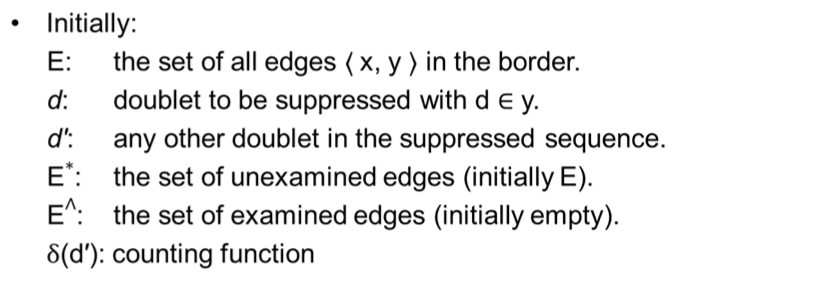 • Initially:
E: the set of all edges ⟨ x, y ⟩ in the border.
d: doublet to be suppressed with d ∈ y.
d': any other doublet in the suppressed sequence.
E*: the set of unexamined edges (initially E).
E^: the set of examined edges (initially empty).
δ(d'): counting function